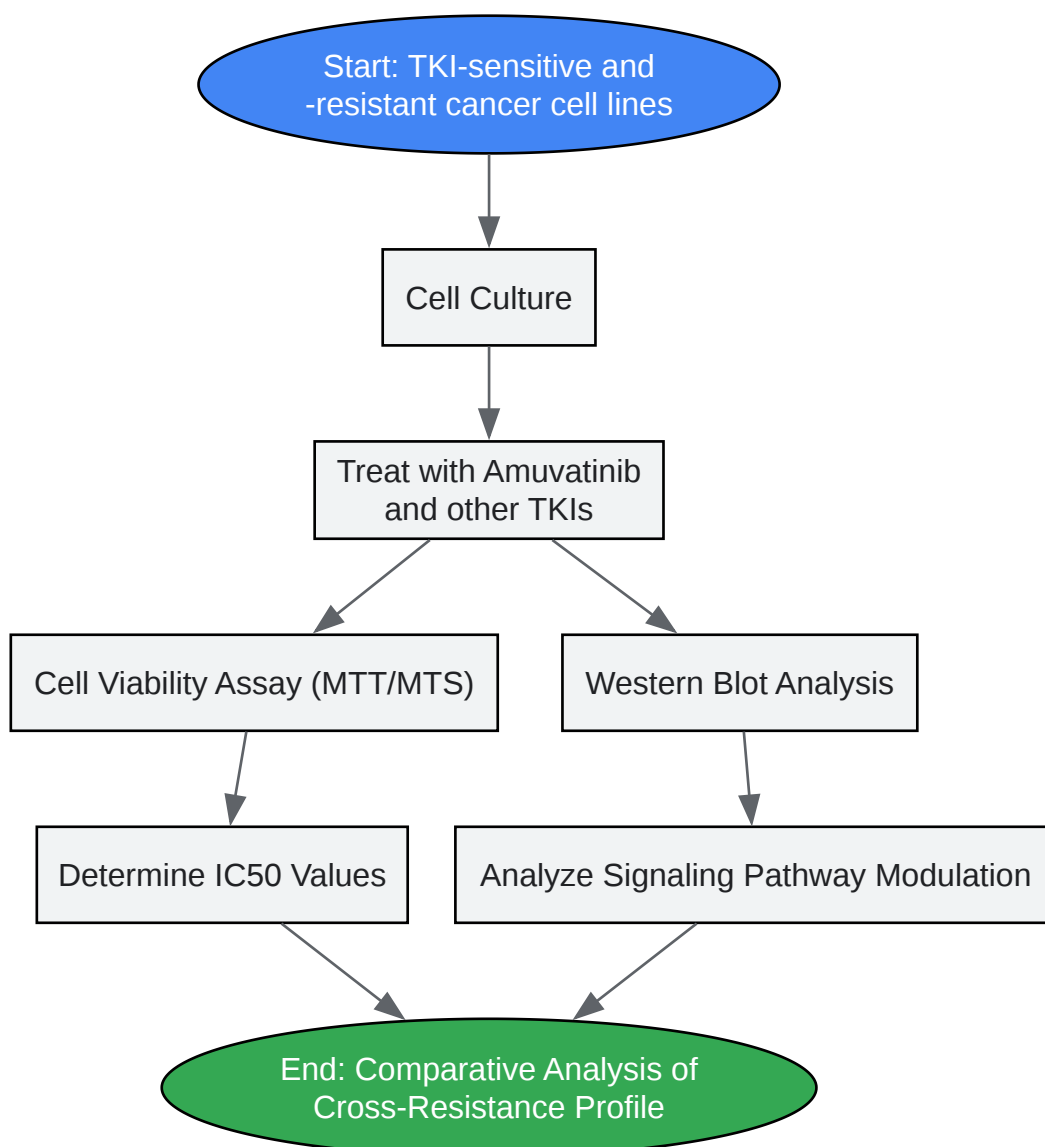 Start: TKI-sensitive and
-resistant cancer cell lines
Cell Culture
Treat with Amuvatinib
and other TKIs
Cell Viability Assay (MTT/MTS)
Western Blot Analysis
Determine IC50 Values
Analyze Signaling Pathway Modulation
End: Comparative Analysis of
Cross-Resistance Profile